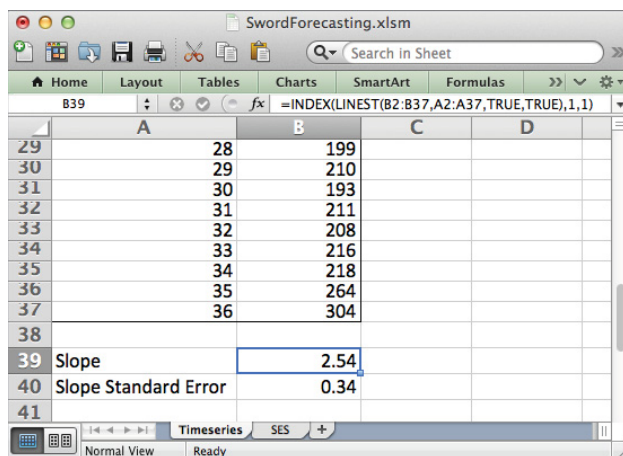 SwordForecasting.xlsm
Search in Sheet
Home Layout Tables Charts SmartArt Formulas
B39 fx =INDEX(LINEST(B2:B37,A2:A37,TRUE,TRUE),1,1)
A B C D
29 28 199
30 29 210
31 30 193
32 31 211
33 32 208
34 33 216
35 34 218
36 35 264
37 36 304
38
39 Slope 2.54
40 Slope Standard Error 0.34
41
Timeseries SES +
Normal View Ready